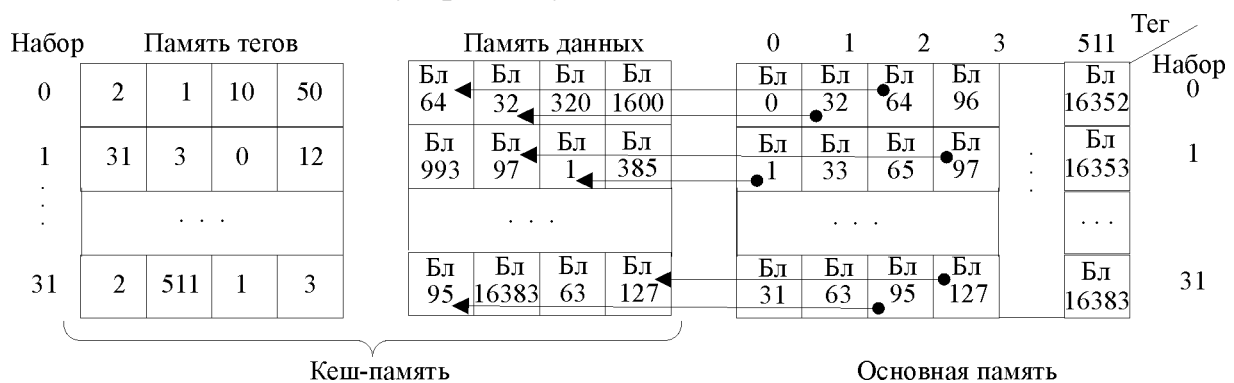 Тег
Набор Память тегов Память данных 0 1 2 3 511 Набор
0 2 1 10 50 Бл 64 Бл 32 Бл 320 Бл 1600 Бл 0 Бл 32 Бл 64 Бл 96 Бл 16352 0
1 31 3 0 12 Бл 993 Бл 97 Бл 1 Бл 385 Бл 1 Бл 33 Бл 65 Бл 97 Бл 16353 1
. . . . . . . . . . . .
31 2 511 1 3 Бл 95 Бл 16383 Бл 63 Бл 127 Бл 31 Бл 63 Бл 95 Бл 127 Бл 16383 31
Кеш-память Основная память